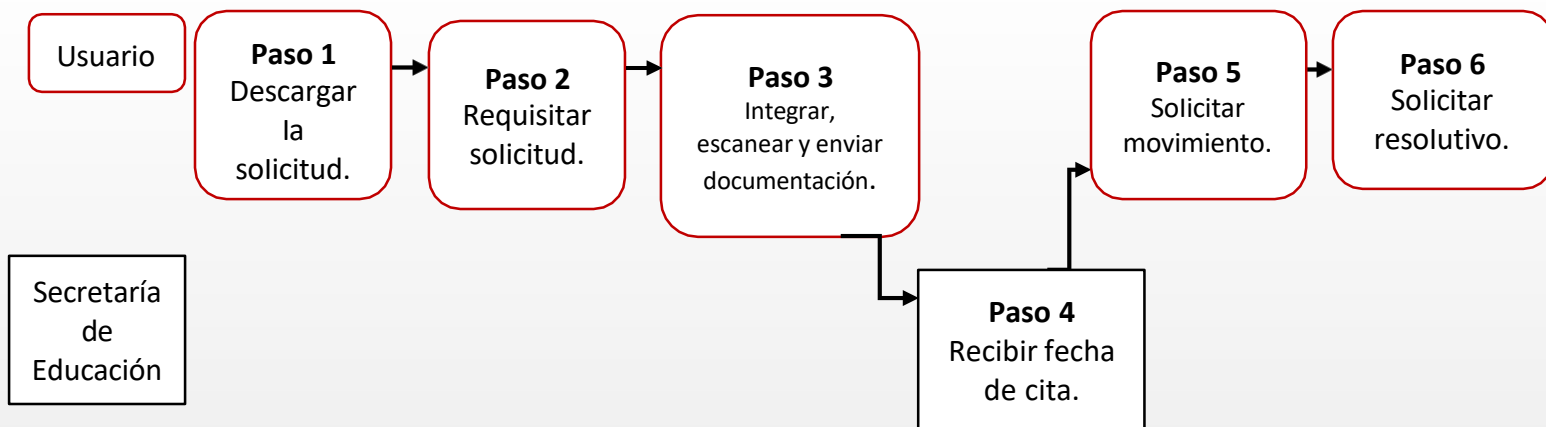 Usuario
Paso 1
Descargar
la
solicitud.
Paso 2
Requisitar
solicitud.
Paso 3
Integrar,
escanear y enviar
documentación.
Paso 5
Solicitar
movimiento.
Paso 6
Solicitar
resolutivo.
Secretaría
de
Educación
Paso 4
Recibir fecha
de cita.